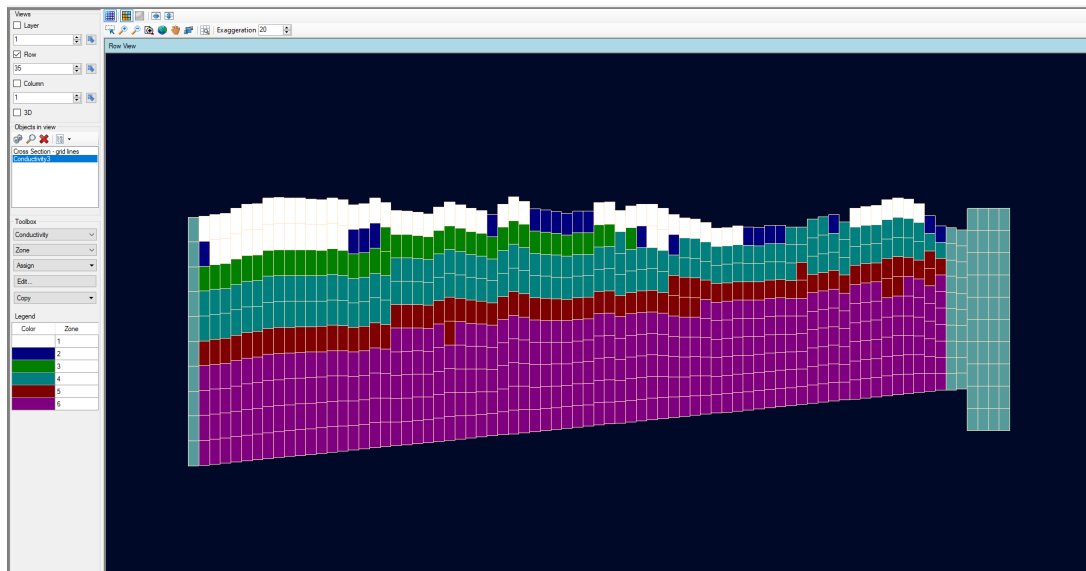 Views
Layer
1
Row
35
Column
1
3D
Objects in view
Cross Section - grid lines
Conductivity3
Toolbox
Conductivity
Zone
Assign
Edit...
Copy
Legend
Color Zone
1
2
3
4
5
6
Exaggeration 20
Row View